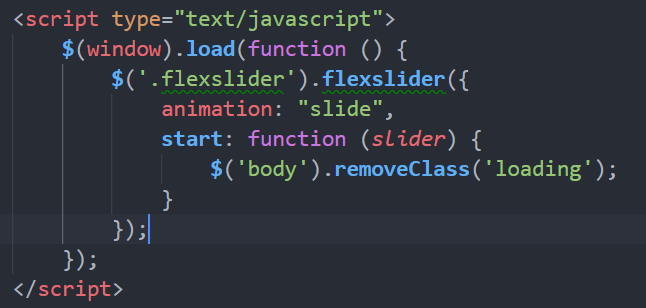 <script type="text/javascript">
    $(window).load(function () {
        $('.flexslider').flexslider({
            animation: "slide",
            start: function (slider) {
                $('body').removeClass('loading');
            }
        });
    });
</script>